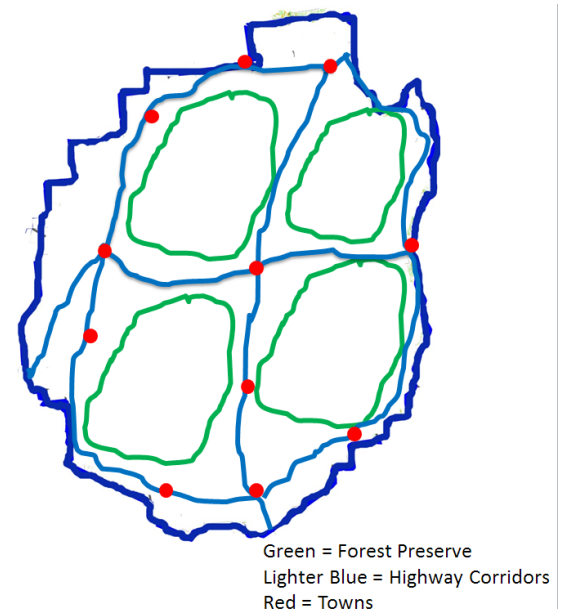 Green = Forest Preserve
Lighter Blue = Highway Corridors
Red = Towns